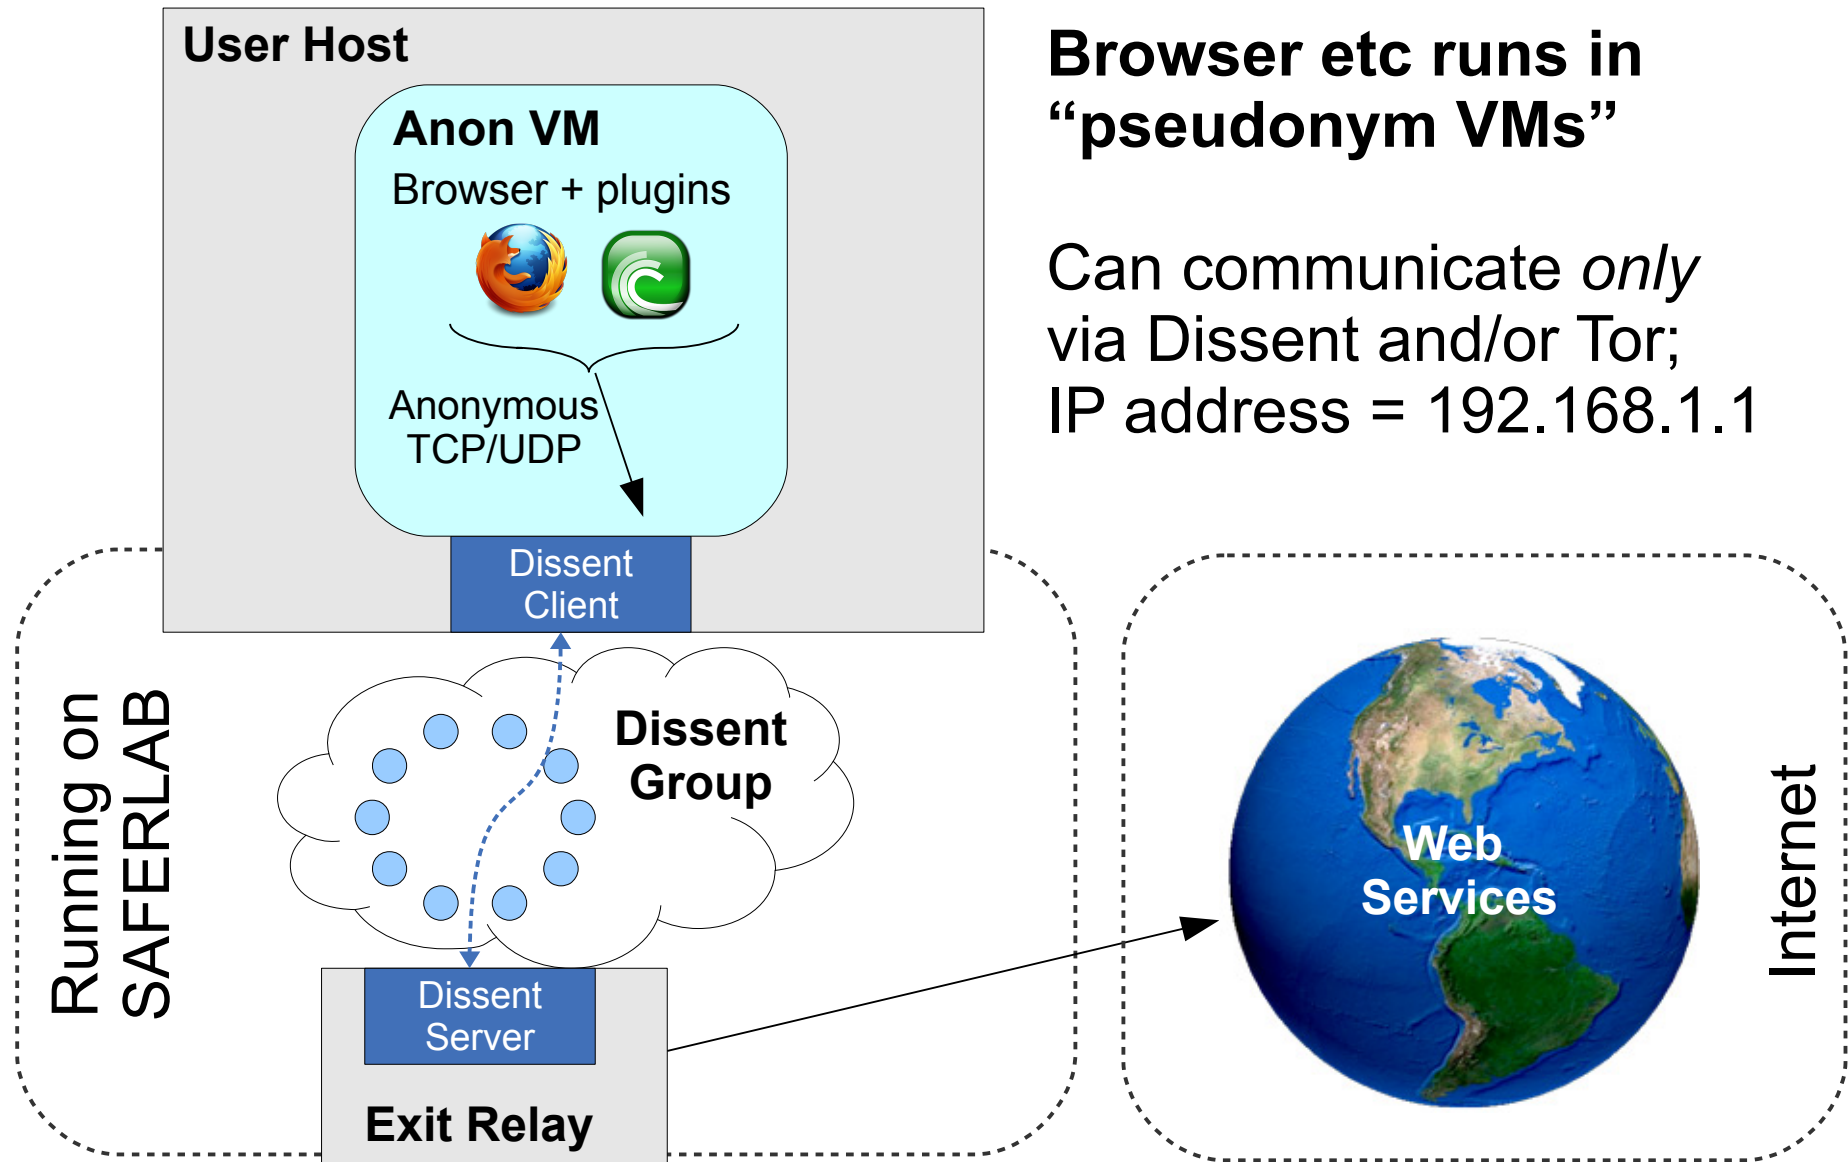 User Host
Anon VM
Browser + plugins
Anonymous
TCP/UDP
Dissent
Client
Browser etc runs in
“pseudonym VMs”
Can communicate only
via Dissent and/or Tor;
IP address = 192.168.1.1
Running on
SAFERLAB
Dissent
Group
Dissent
Server
Exit Relay
Web
Services
Internet